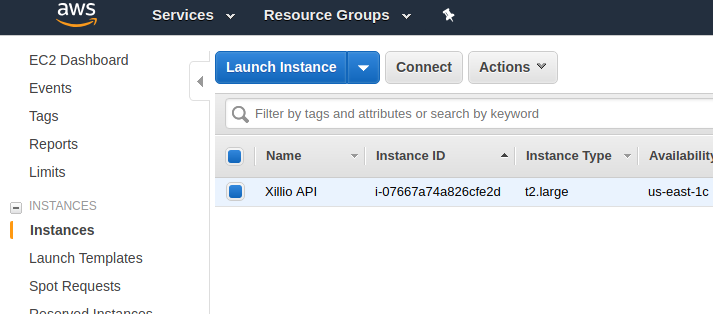 aws
Services
Resource Groups
EC2 Dashboard
Events
Tags
Reports
Limits
INSTANCES
Instances
Launch Templates
Spot Requests
Reserved Instances
Launch Instance
Connect
Actions
Filter by tags and attributes or search by keyword
Name Instance ID Instance Type Availability
Xillio API i-07667a74a826cfe2d t2.large us-east-1c